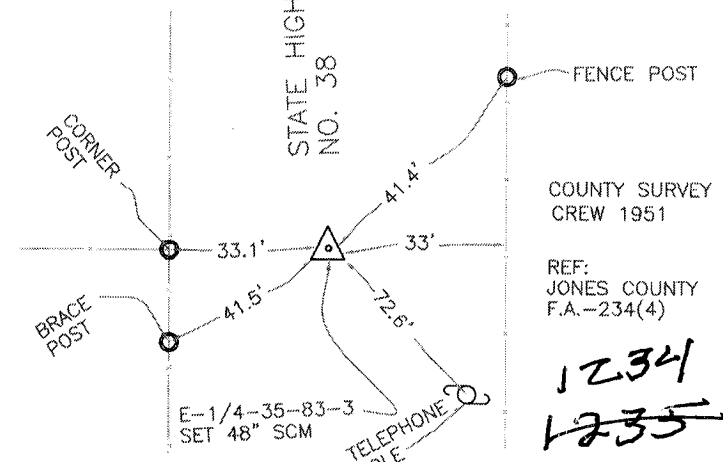 STATE HIGH
NO. 38
FENCE POST
CORNER
POST
41.4'
COUNTY SURVEY
CREW 1951
33.1'
33'
REF:
JONES COUNTY
F.A.-234(4)
41.5'
72.6'
BRACE
POST
1234
1235
E-1/4-35-83-3
SET 48" SCM
TELEPHONE
OLE